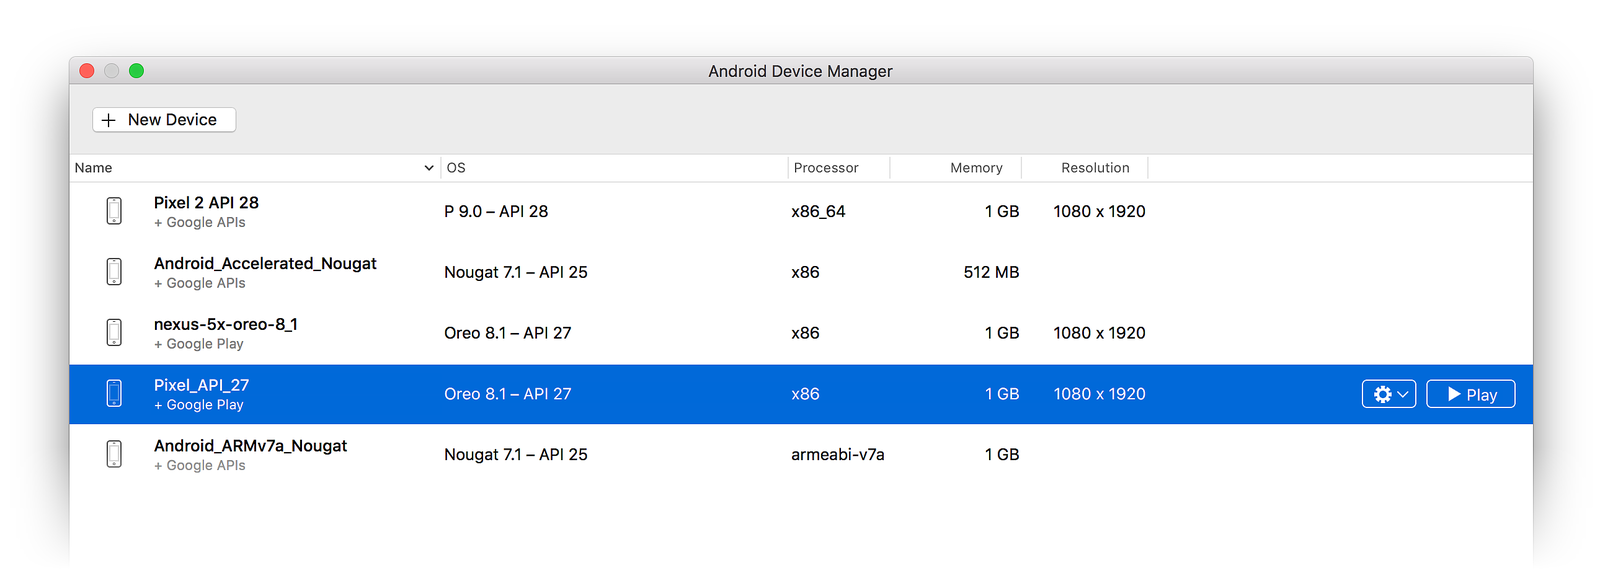 Android Device Manager
+ New Device
Name OS Processor Memory Resolution
Pixel 2 API 28
+ Google APIs
P 9.0 – API 28 x86_64 1 GB 1080 x 1920
Android_Accelerated_Nougat
+ Google APIs
Nougat 7.1 – API 25 x86 512 MB
nexus-5x-oreo-8_1
+ Google Play
Oreo 8.1 – API 27 x86 1 GB 1080 x 1920
Pixel_API_27
+ Google Play
Oreo 8.1 – API 27 x86 1 GB 1080 x 1920 Play
Android_ARMv7a_Nougat
+ Google APIs
Nougat 7.1 – API 25 armeabi-v7a 1 GB